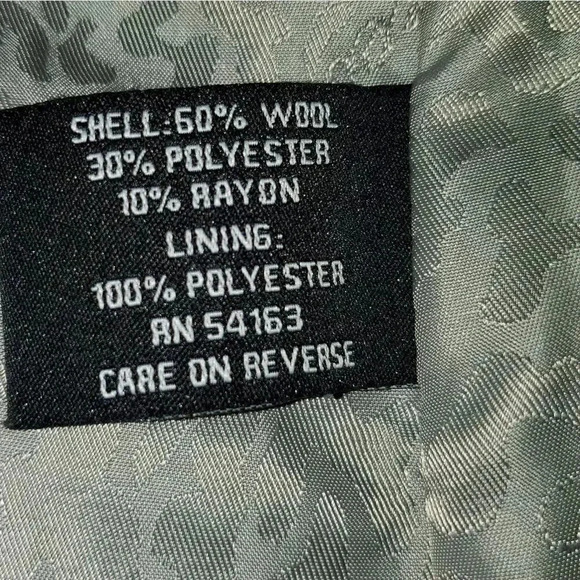 SHELL:60% WOOL
30% POLYESTER
10% RAYON
LINING:
100% POLYESTER
RN 54163
CARE ON REVERSE